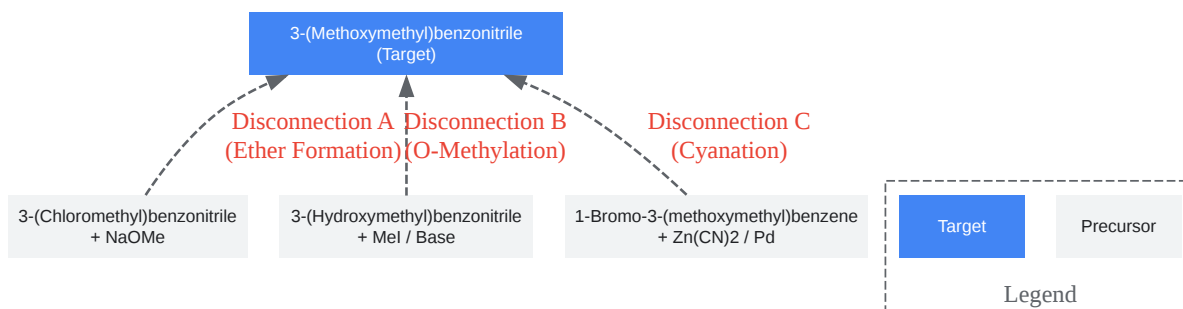 3-(Methoxymethyl)benzonitrile
(Target)
Disconnection A
(Ether Formation)
Disconnection B
(O-Methylation)
Disconnection C
(Cyanation)
3-(Chloromethyl)benzonitrile
+ NaOMe
3-(Hydroxymethyl)benzonitrile
+ MeI / Base
1-Bromo-3-(methoxymethyl)benzene
+ Zn(CN)2 / Pd
Target
Precursor
Legend